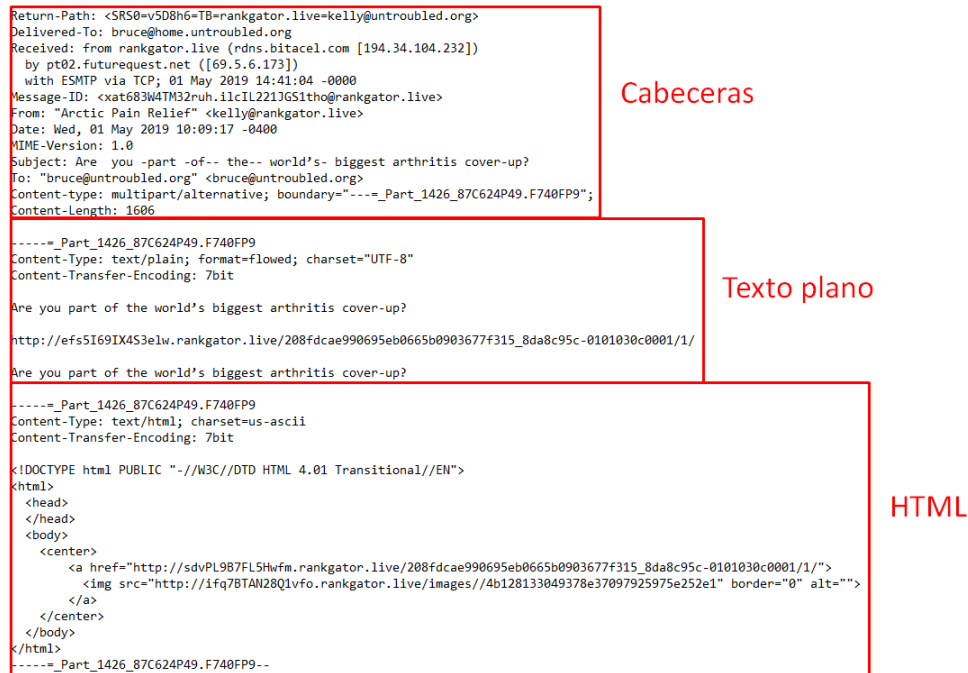 Return-Path: <SRS0=v5D8h6=TB=rankgator.live=kelly@untroubled.org>
Delivered-To: bruce@home.untroubled.org
Received: from rankgator.live (rdns.bitacel.com [194.34.104.232])
by pt02.futurequest.net ([69.5.6.173])
with ESMTP via TCP; 01 May 2019 14:41:04 -0000
Message-ID: <xat683W4TM32ruh.ilcIL221JGS1tho@rankgator.live>
From: "Arctic Pain Relief" <kelly@rankgator.live>
Date: Wed, 01 May 2019 10:09:17 -0400
MIME-Version: 1.0
Subject: Are  you -part -of-- the-- world’s- biggest arthritis cover-up?
To: "bruce@untroubled.org" <bruce@untroubled.org>
Content-type: multipart/alternative; boundary="---=_Part_1426_87C624P49.F740FP9";
Content-Length: 1606
Cabeceras
-----=_Part_1426_87C624P49.F740FP9
Content-Type: text/plain; format=flowed; charset="UTF-8"
Content-Transfer-Encoding: 7bit
Are you part of the world’s biggest arthritis cover-up?
http://efs5I69IX4S3elw.rankgator.live/208fdcae990695eb0665b0903677f315_8da8c95c-0101030c0001/1/
Are you part of the world’s biggest arthritis cover-up?
Texto plano
-----=_Part_1426_87C624P49.F740FP9
Content-Type: text/html; charset=us-ascii
Content-Transfer-Encoding: 7bit
<!DOCTYPE html PUBLIC "-//W3C//DTD HTML 4.01 Transitional//EN">
<html>
<head>
</head>
<body>
<center>
<a href="http://sdvPL9B7FL5Hwfm.rankgator.live/208fdcae990695eb0665b0903677f315_8da8c95c-0101030c0001/1/">
<img src="http://ifq7BTAN28Q1vfo.rankgator.live/images//4b128133049378e37097925975e252e1" border="0" alt="">
</a>
</center>
</body>
</html>
-----=_Part_1426_87C624P49.F740FP9--
HTML